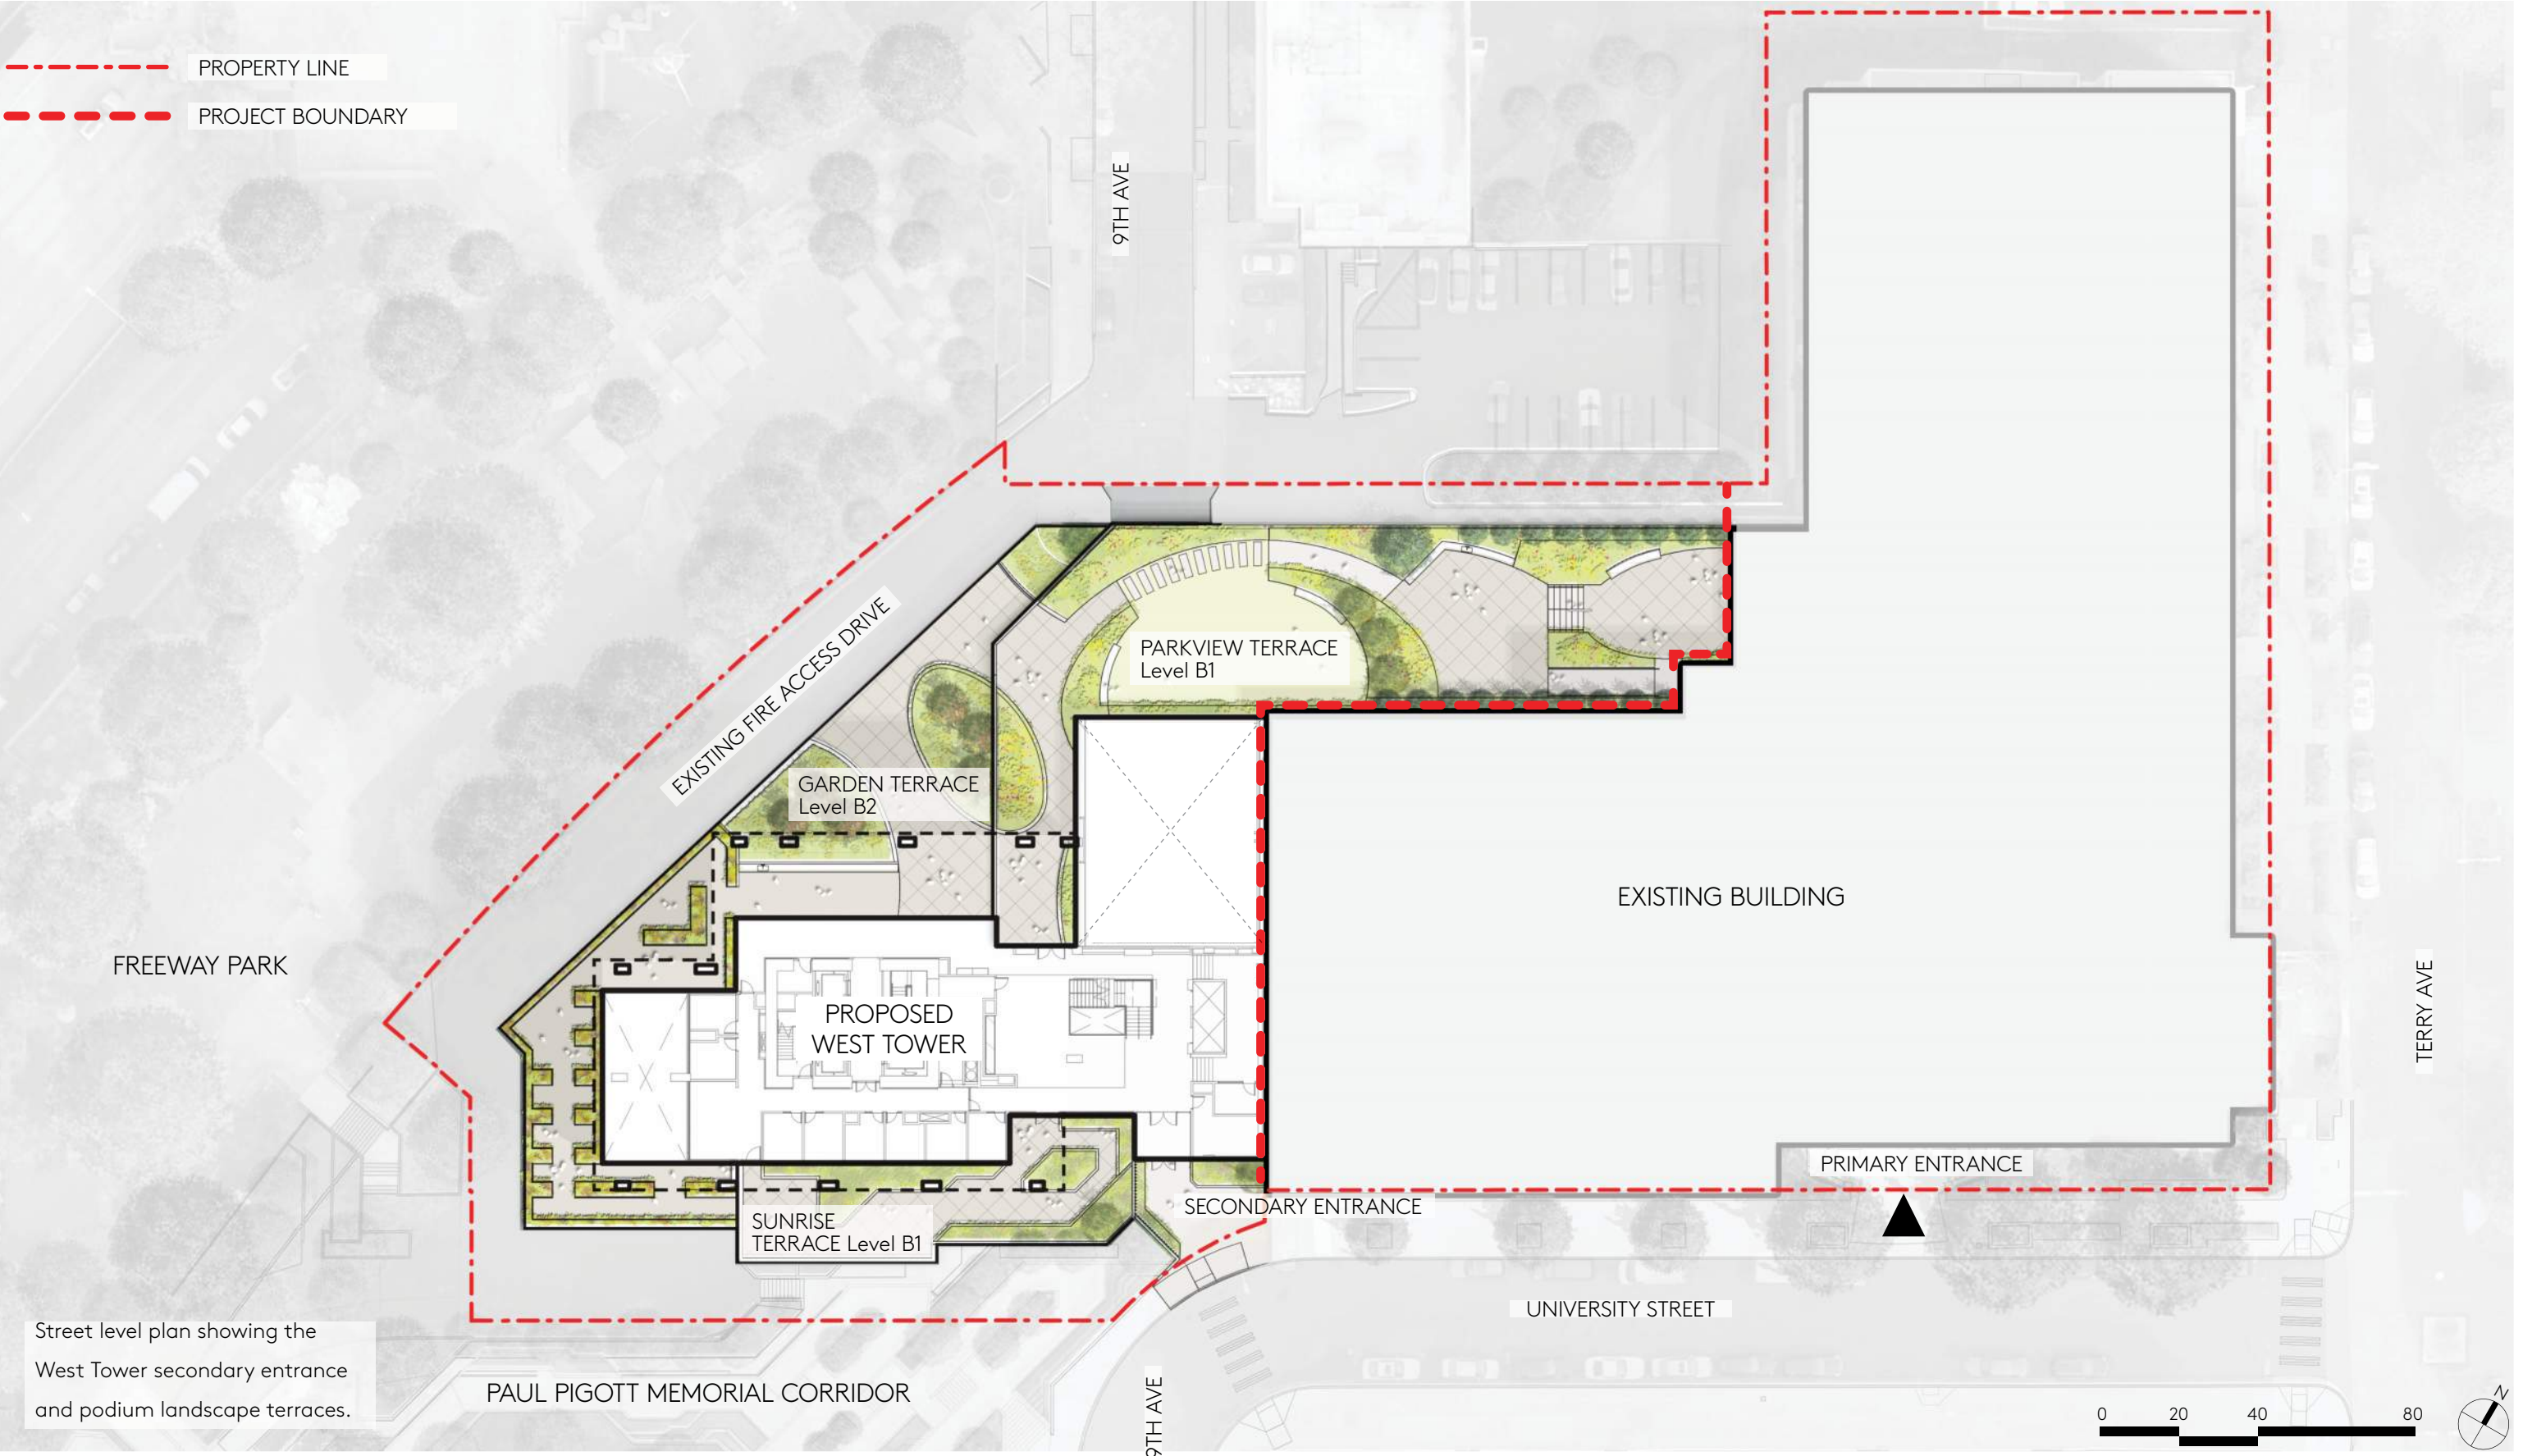 PROPERTY LINE
PROJECT BOUNDARY
9TH AVE
EXISTING FIRE ACCESS DRIVE
PARKVIEW TERRACE
Level B1
GARDEN TERRACE
Level B2
EXISTING BUILDING
FREEWAY PARK
PROPOSED
WEST TOWER
TERRY AVE
PRIMARY ENTRANCE
SECONDARY ENTRANCE
SUNRISE
TERRACE Level B1
UNIVERSITY STREET
Street level plan showing the
West Tower secondary entrance
and podium landscape terraces.
PAUL PIGOTT MEMORIAL CORRIDOR
9TH AVE
0 20 40 80
N